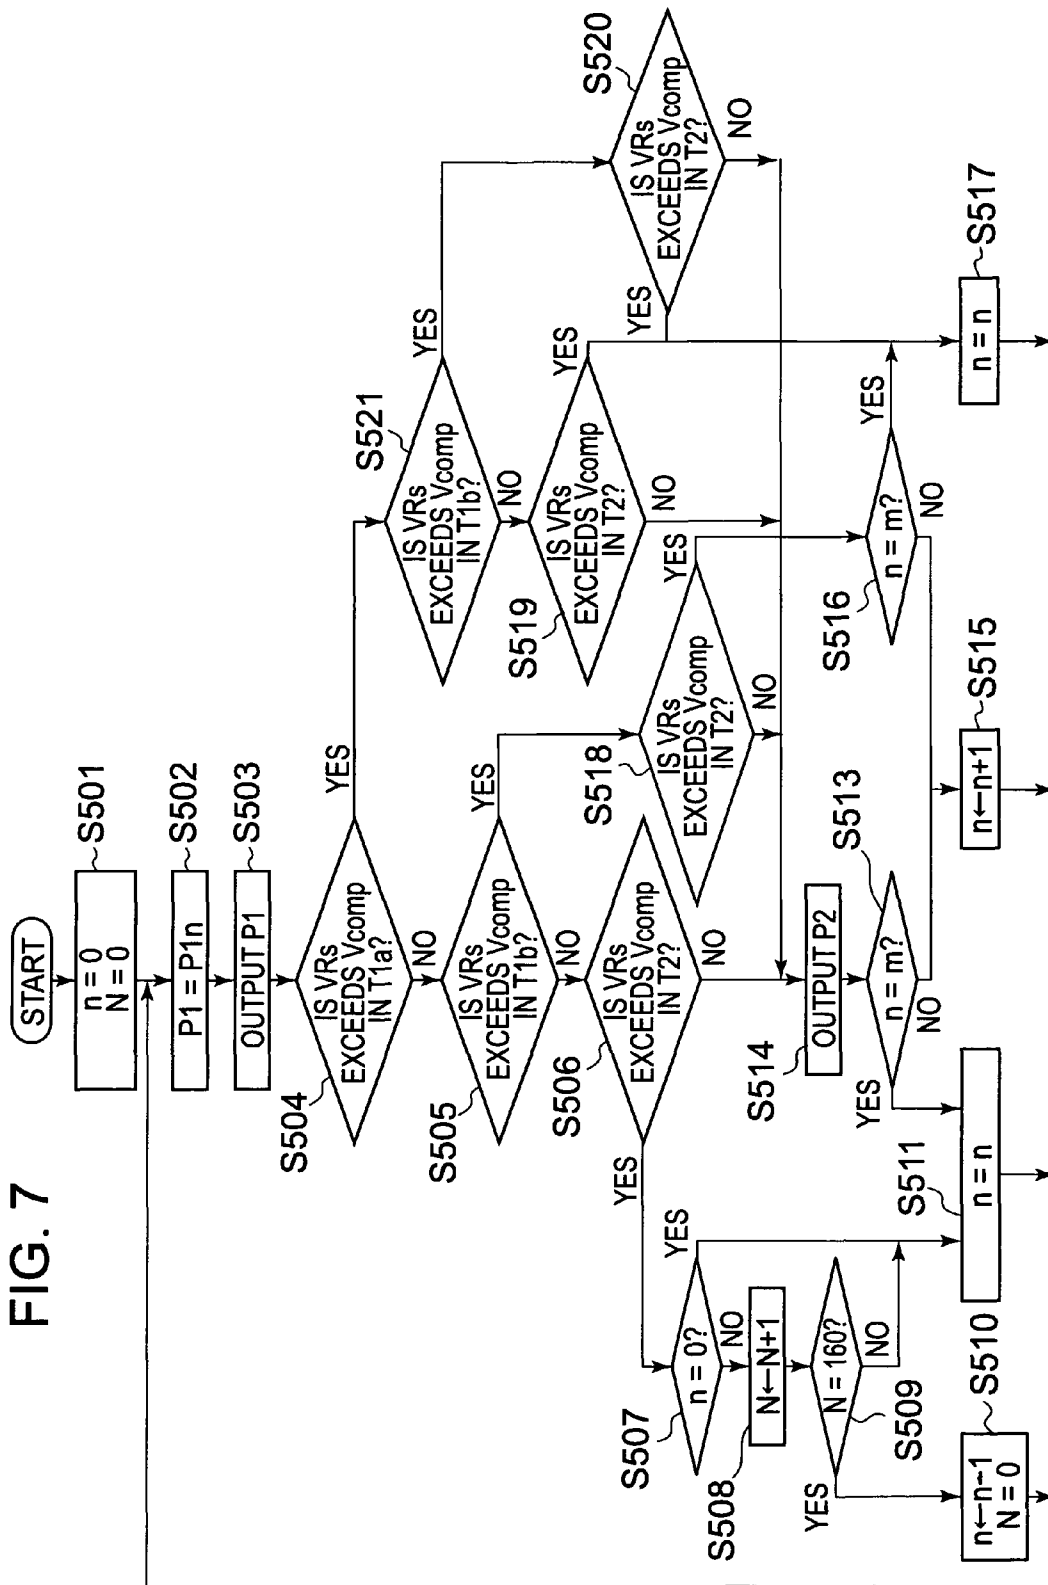 FIG. 7
START
n = 0
N = 0
S501
P1 = P1n
S502
OUTPUT P1
S503
IS VRs
EXCEEDS Vcomp
IN T1a?
S504
YES
NO
IS VRs
EXCEEDS Vcomp
IN T1b?
S505
YES
NO
IS VRs
EXCEEDS Vcomp
IN T2?
S506
YES
NO
n = 0?
S507
YES
NO
N←N+1
S508
N = 160?
S509
YES
NO
n←n-1
N = 0
S510
n = n
S511
OUTPUT P2
S514
n = m?
S513
YES
NO
n←n+1
S515
n = m?
S516
YES
NO
n = n
S517
IS VRs
EXCEEDS Vcomp
IN T2?
S518
YES
NO
IS VRs
EXCEEDS Vcomp
IN T1b?
S521
YES
NO
IS VRs
EXCEEDS Vcomp
IN T2?
S519
YES
NO
IS VRs
EXCEEDS Vcomp
IN T2?
S520
YES
NO